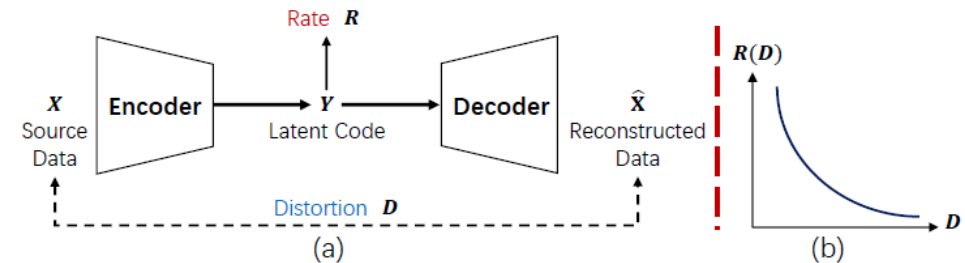 Rate R
R(D)
X
Encoder
Y
Decoder
X̂
Source
Data
Latent Code
Reconstructed
Data
Distortion D
D
(a)
(b)